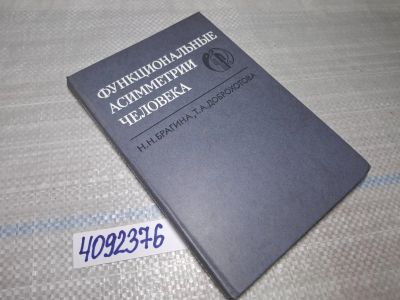 ФУНКЦИОНАЛЬНЫЕ
АСИММЕТРИИ
ЧЕЛОВЕКА
Н.Н.БРАГИНА, Т.А.ДОБРОХОТОВА
4092376